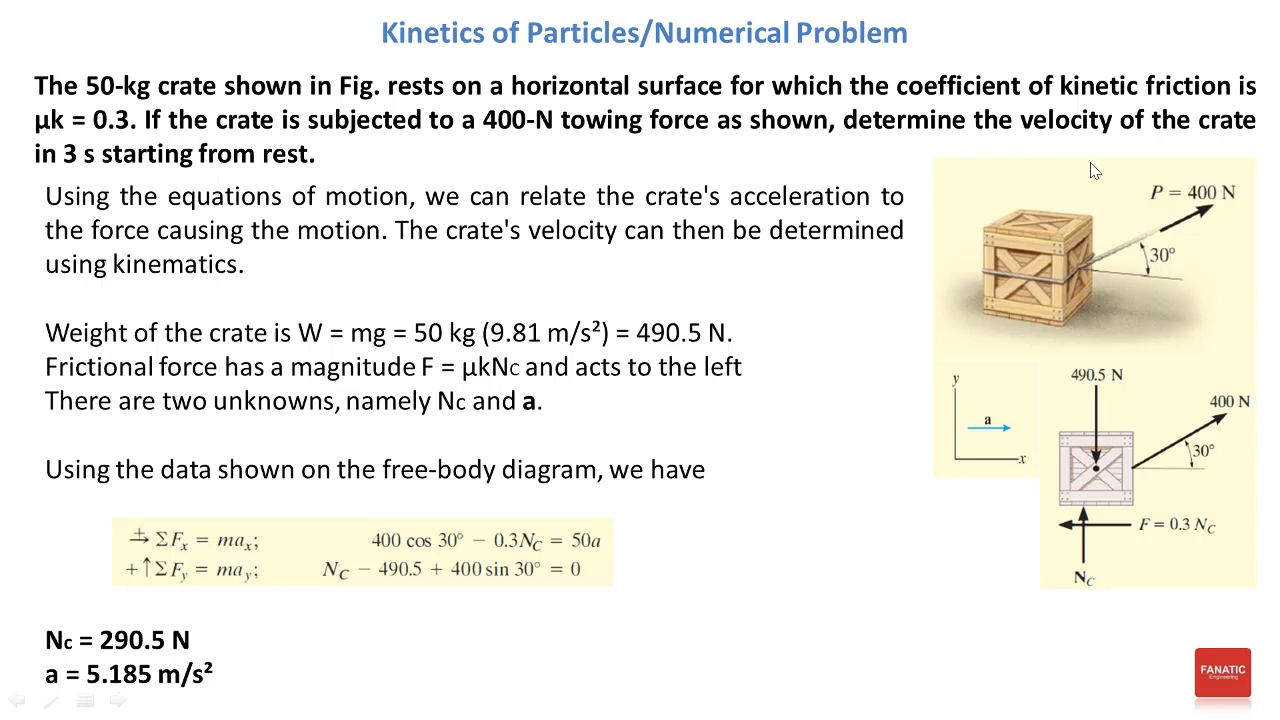 Kinetics of Particles/Numerical Problem
The 50-kg crate shown in Fig. rests on a horizontal surface for which the coefficient of kinetic friction is
µk = 0.3. If the crate is subjected to a 400-N towing force as shown, determine the velocity of the crate
in 3 s starting from rest.
Using the equations of motion, we can relate the crate's acceleration to
the force causing the motion. The crate's velocity can then be determined
using kinematics.
Weight of the crate is W = mg = 50 kg (9.81 m/s²) = 490.5 N.
Frictional force has a magnitude F = µkNc and acts to the left
There are two unknowns, namely Nc and a.
Using the data shown on the free-body diagram, we have
→+ ΣFx = max; 400 cos 30° − 0.3NC = 50a
+↑ΣFy = may; NC − 490.5 + 400 sin 30° = 0
Nc = 290.5 N
a = 5.185 m/s²
P = 400 N
30°
y
a
x
490.5 N
400 N
30°
F = 0.3 NC
NC
FANATIC
Engineering